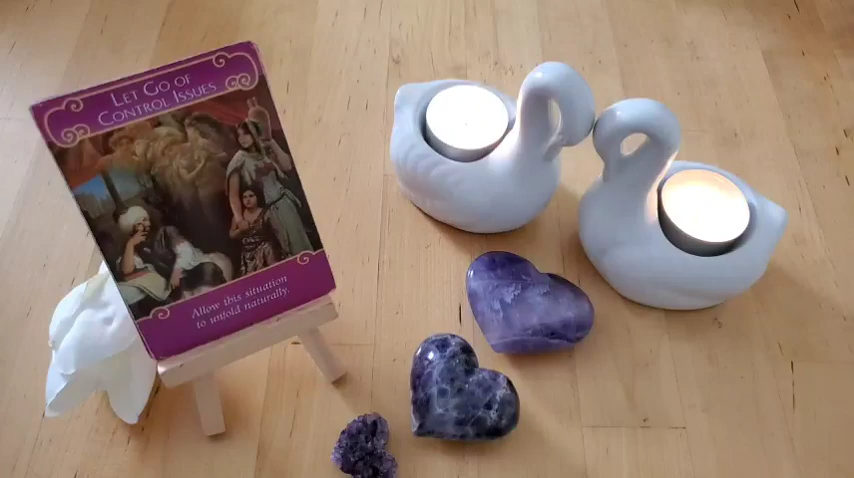 LET GO OF
CONTROL ISSUES
Allow this situation
to unfold naturally.